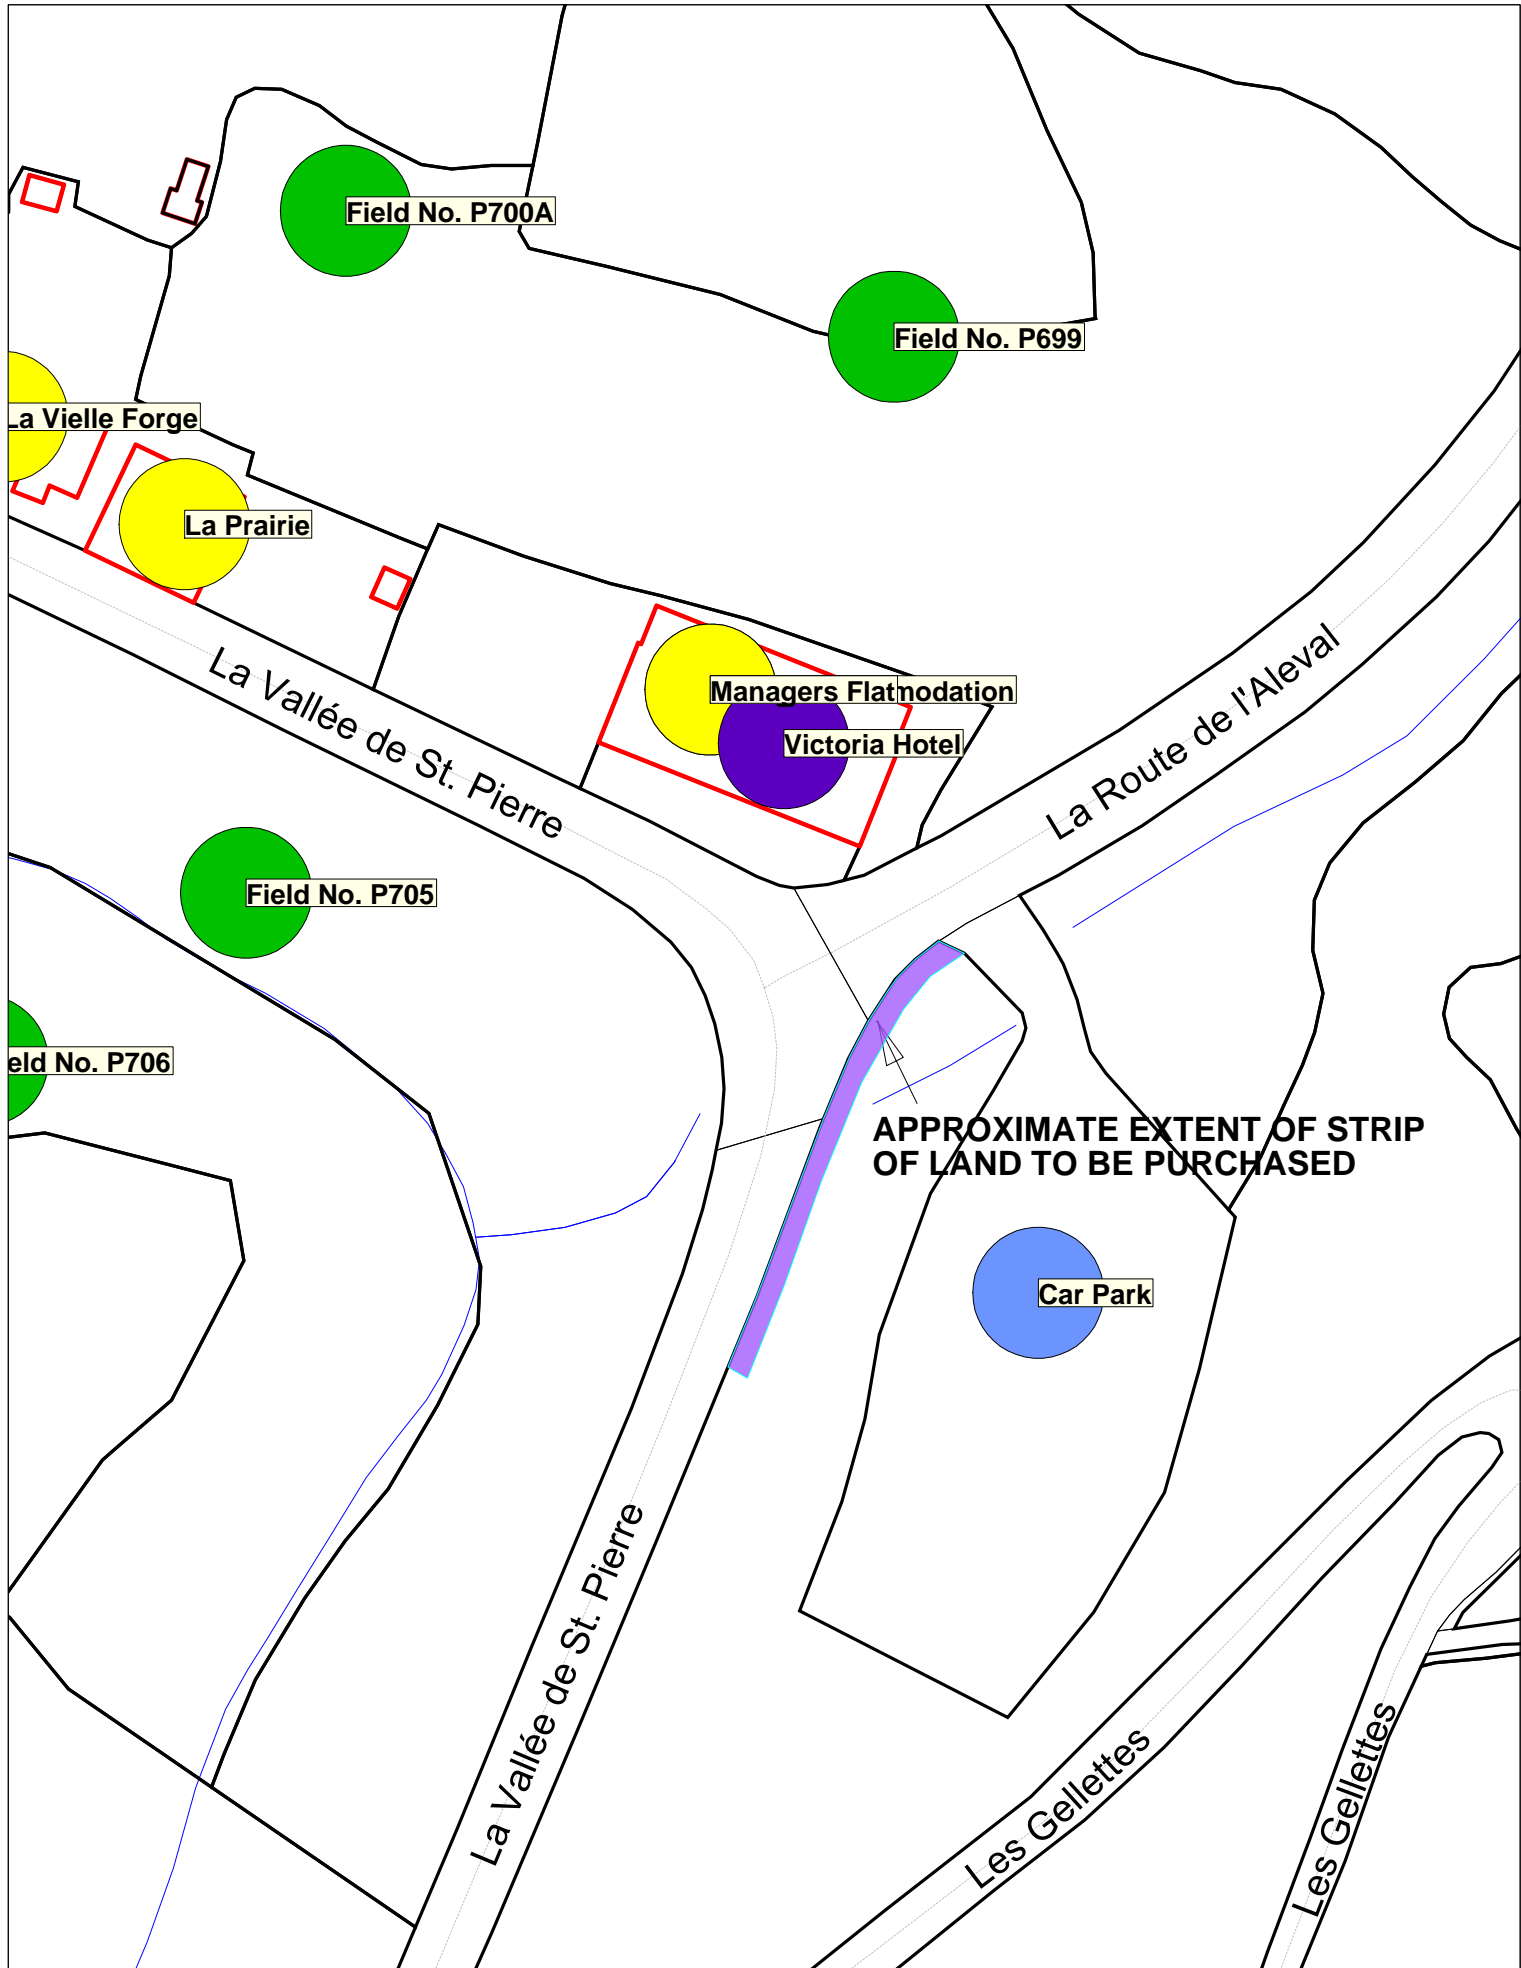 Field No. P700A
Field No. P699
La Vielle Forge
La Prairie
La Vallée de St. Pierre
Managers Flat
modation
Victoria Hotel
La Route de l'Aleval
Field No. P705
eld No. P706
APPROXIMATE EXTENT OF STRIP
OF LAND TO BE PURCHASED
Car Park
La Vallée de St. Pierre
Les Gellettes
Les Gellettes